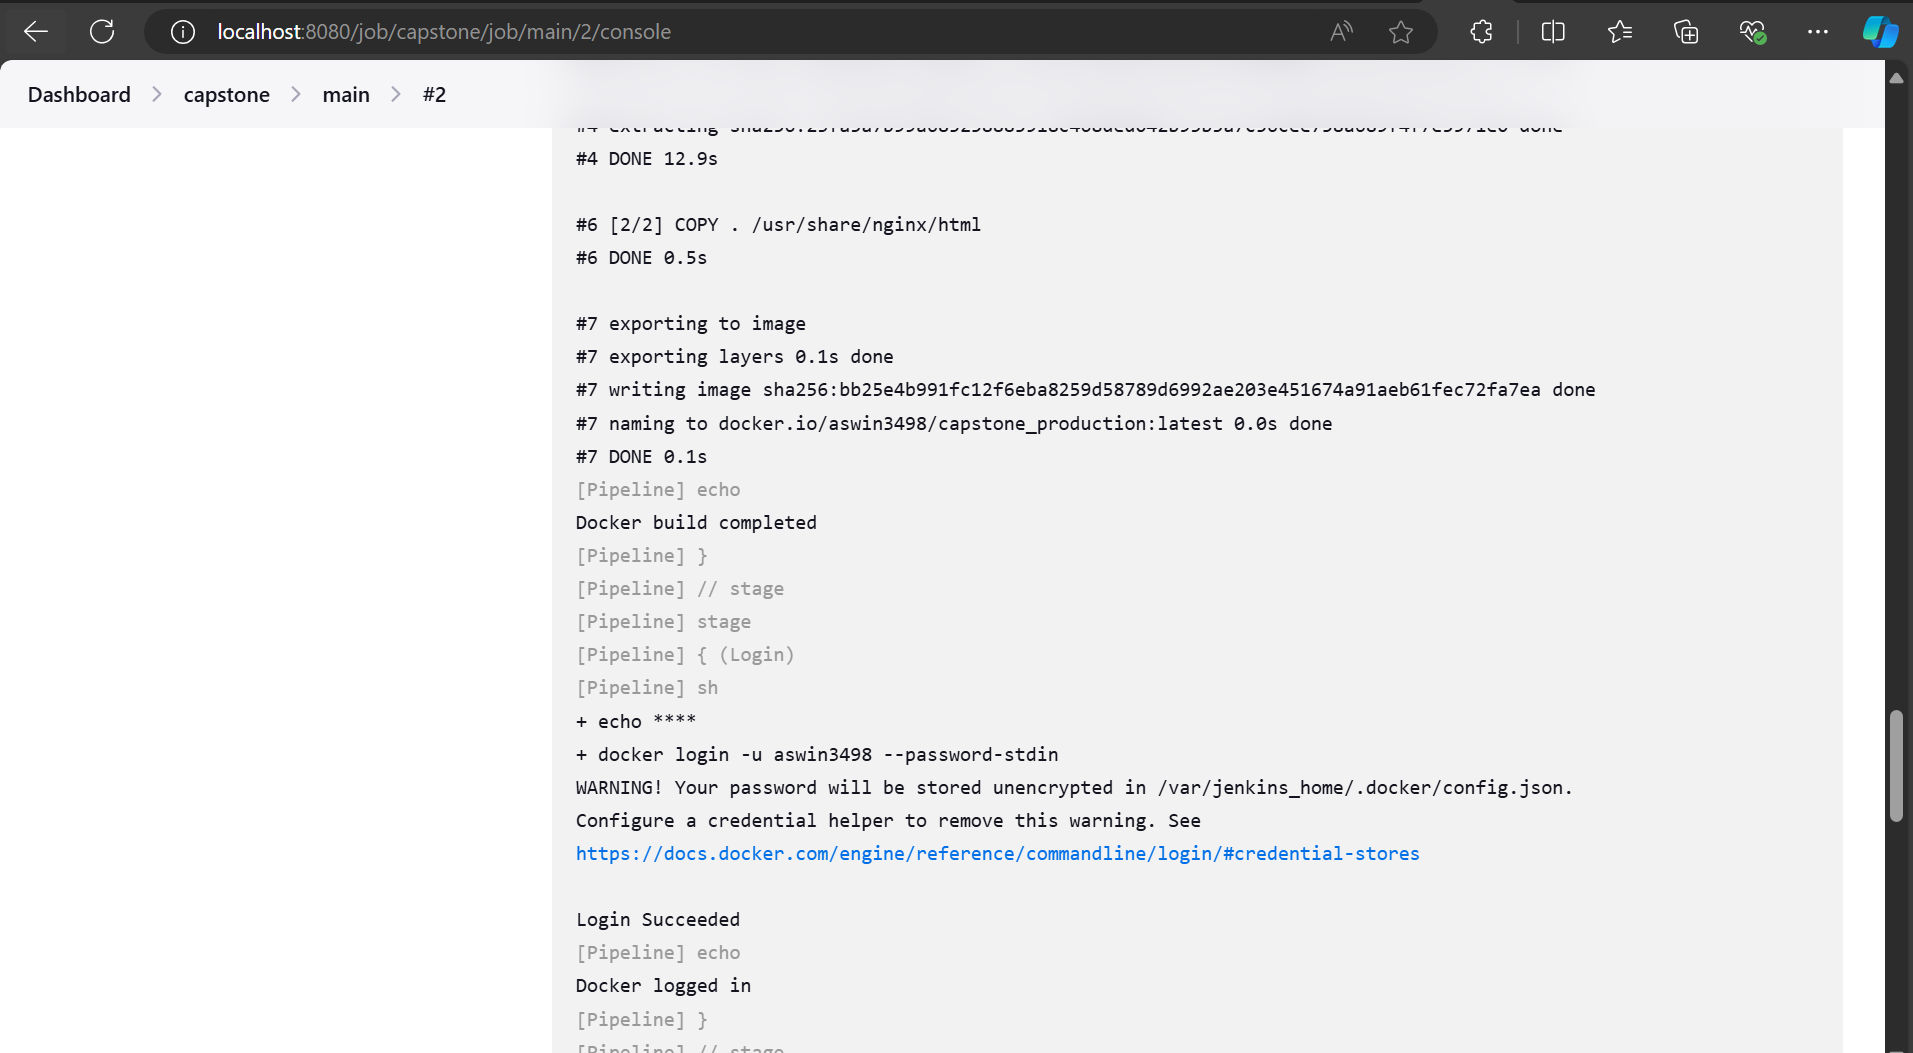 localhost:8080/job/capstone/job/main/2/console
Dashboard > capstone > main > #2
#4 DONE 12.9s
#6 [2/2] COPY . /usr/share/nginx/html
#6 DONE 0.5s
#7 exporting to image
#7 exporting layers 0.1s done
#7 writing image sha256:bb25e4b991fc12f6eba8259d58789d6992ae203e451674a91aeb61fec72fa7ea done
#7 naming to docker.io/aswin3498/capstone_production:latest 0.0s done
#7 DONE 0.1s
[Pipeline] echo
Docker build completed
[Pipeline] }
[Pipeline] // stage
[Pipeline] stage
[Pipeline] { (Login)
[Pipeline] sh
+ echo ****
+ docker login -u aswin3498 --password-stdin
WARNING! Your password will be stored unencrypted in /var/jenkins_home/.docker/config.json.
Configure a credential helper to remove this warning. See
https://docs.docker.com/engine/reference/commandline/login/#credential-stores
Login Succeeded
[Pipeline] echo
Docker logged in
[Pipeline] }
[Pipeline] // stage